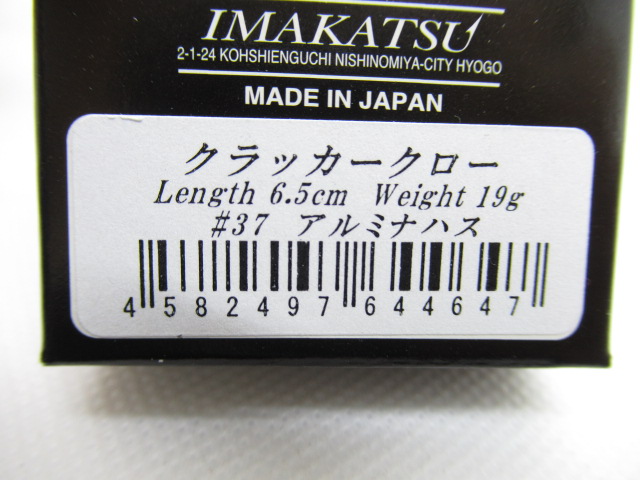 IMAKATSU
2-1-24 KOHSHIENGUCHI NISHINOMIYA-CITY HYOGO
MADE IN JAPAN
クラッカークロー
Length 6.5cm Weight 19g
#37 アルミナハス
4 582497 644647